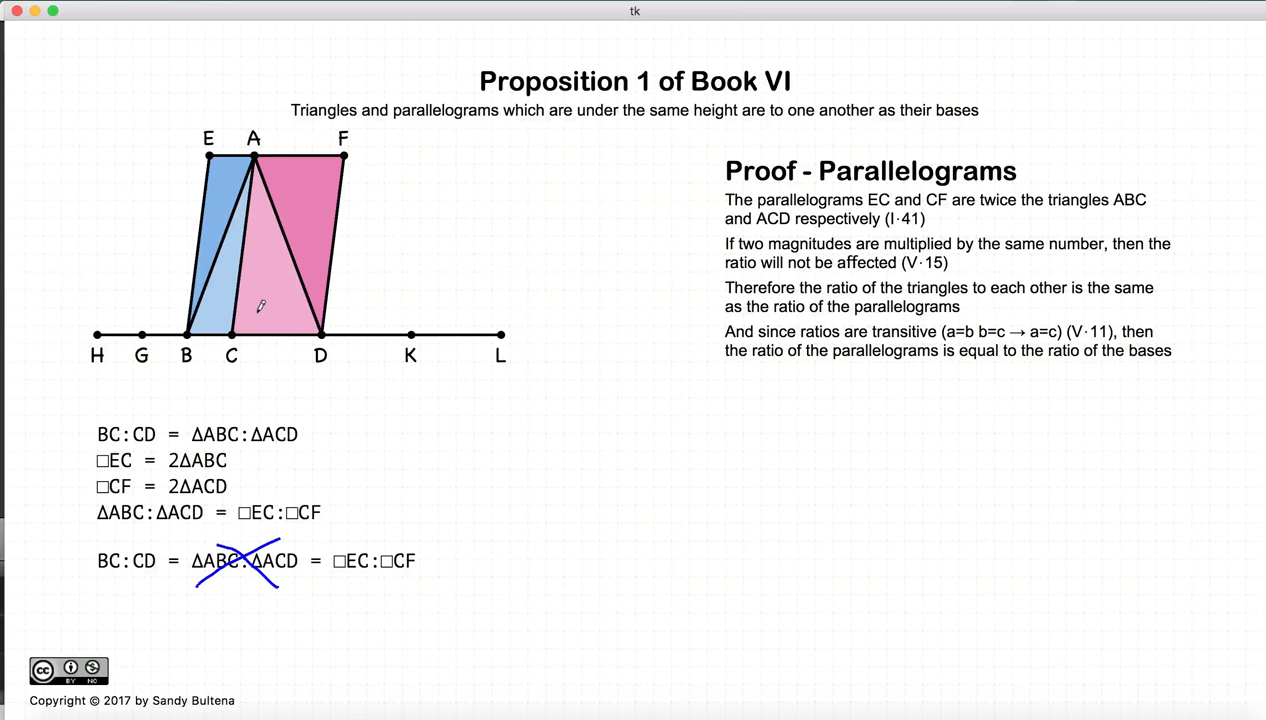 tk
Proposition 1 of Book VI
Triangles and parallelograms which are under the same height are to one another as their bases
E A F
H G B C D K L
Proof - Parallelograms
The parallelograms EC and CF are twice the triangles ABC
and ACD respectively (I·41)
If two magnitudes are multiplied by the same number, then the
ratio will not be affected (V·15)
Therefore the ratio of the triangles to each other is the same
as the ratio of the parallelograms
And since ratios are transitive (a=b b=c → a=c) (V·11), then
the ratio of the parallelograms is equal to the ratio of the bases
BC:CD = ΔABC:ΔACD
□EC = 2ΔABC
□CF = 2ΔACD
ΔABC:ΔACD = □EC:□CF
BC:CD = ΔABC:ΔACD = □EC:□CF
cc BY NC
Copyright © 2017 by Sandy Bultena